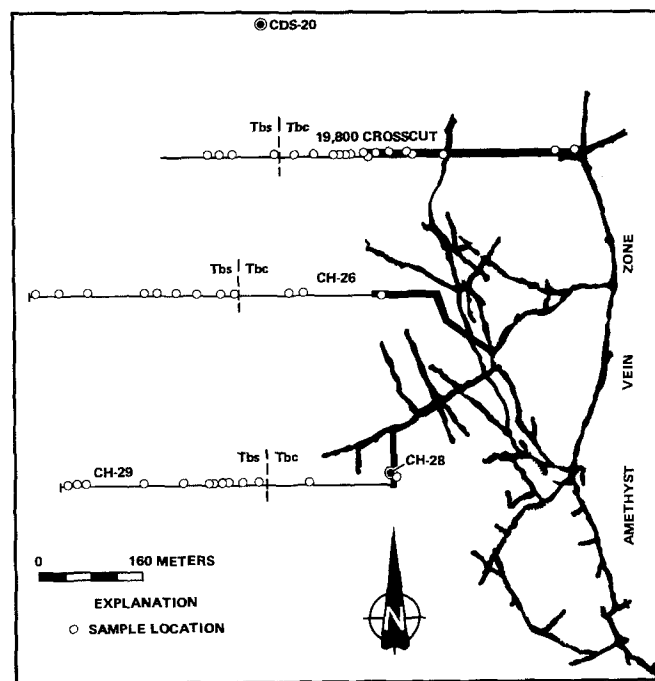 CDS-20
Tbs Tbc
19,800 CROSSCUT
Tbs Tbc
CH-26
ZONE
VEIN
AMETHYST
Tbs Tbc
CH-29
CH-28
0 160 METERS
EXPLANATION
SAMPLE LOCATION
N